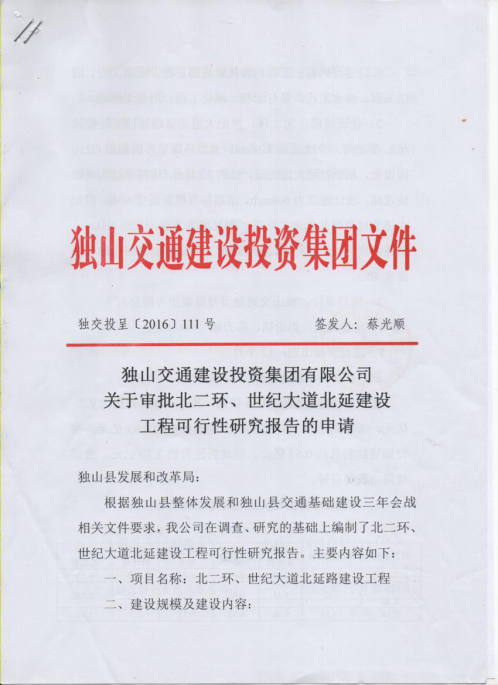 独山交通建设投资集团文件
独交投呈〔2016〕111 号 签发人：蔡光顺
独山交通建设投资集团有限公司
关于审批北二环、世纪大道北延建设
工程可行性研究报告的申请
独山县发展和改革局：
根据独山县整体发展和独山县交通基础建设三年会战
相关文件要求，我公司在调查、研究的基础上编制了北二环、
世纪大道北延建设工程可行性研究报告。主要内容如下：
一、项目名称：北二环、世纪大道北延路建设工程
二、建设规模及建设内容：